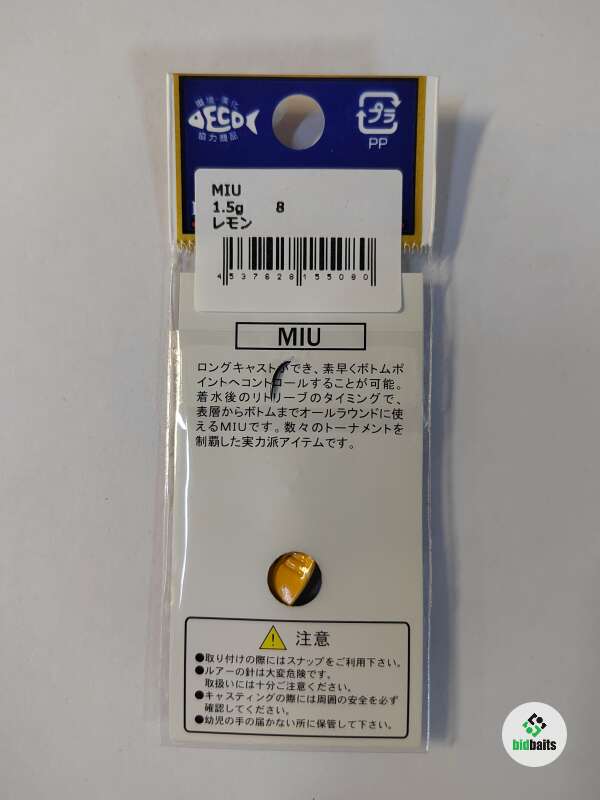 環境・進化
ECO
協力商品
プラ
PP
MIU
1.5g 8
レモン
4 537828 155090
MIU
ロングキャストができ、素早くボトムポ
イントへコントロールすることが可能。
着水後のリトリーブのタイミングで、
表層からボトムまでオールラウンドに使
えるMIUです。数々のトーナメントを
制覇した実力派アイテムです。
注意
●取り付けの際にはスナップをご利用下さい。
●ルアーの針は大変危険です。
取扱いには十分ご注意ください。
●キャスティングの際には周囲の安全を必ず
確認してください。
●幼児の手の届かない所に保管して下さい。
bidbaits